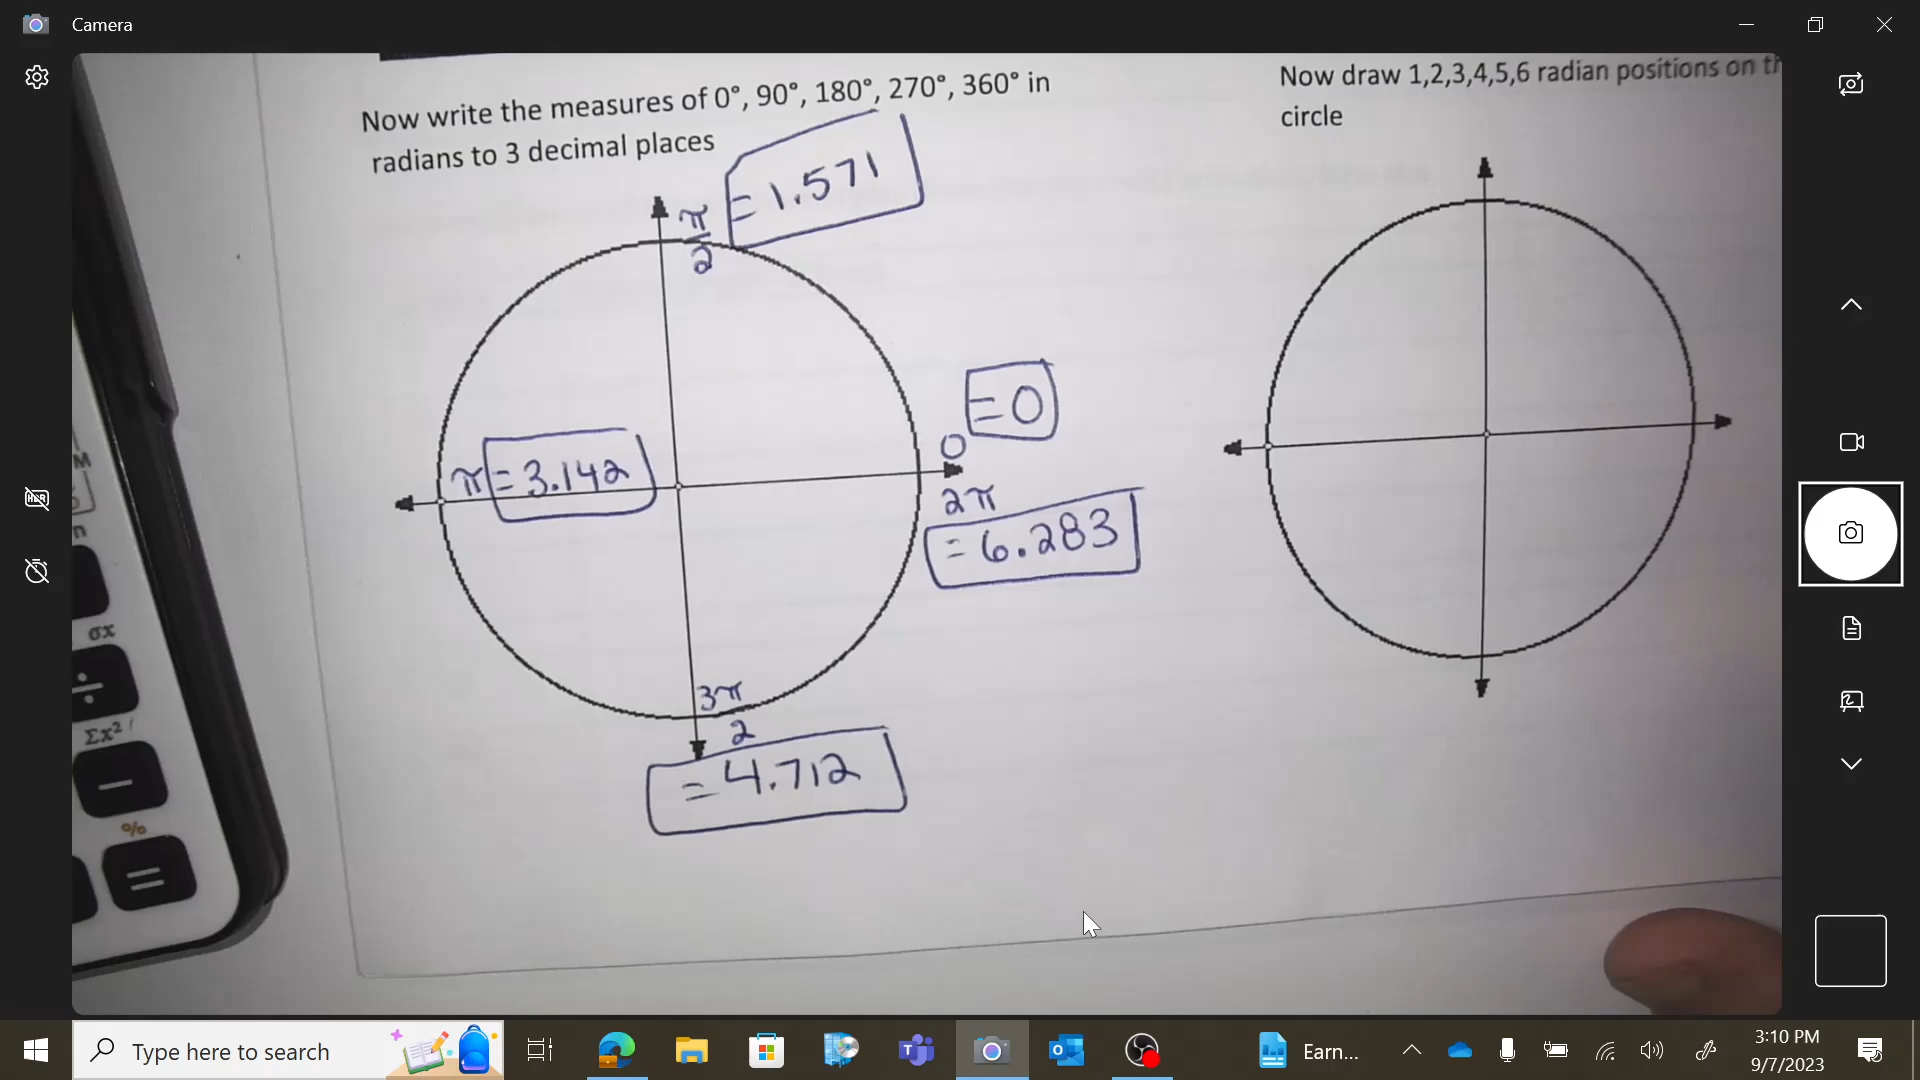 Camera
Now write the measures of 0°, 90°, 180°, 270°, 360° in
radians to 3 decimal places
π/2 = 1.571
= 0
0
π = 3.142
2π
= 6.283
3π/2
= 4.712
Now draw 1,2,3,4,5,6 radian positions on
circle
M
n
σx
÷
Σx²
−
%
=
Type here to search
Earn...
3:10 PM
9/7/2023